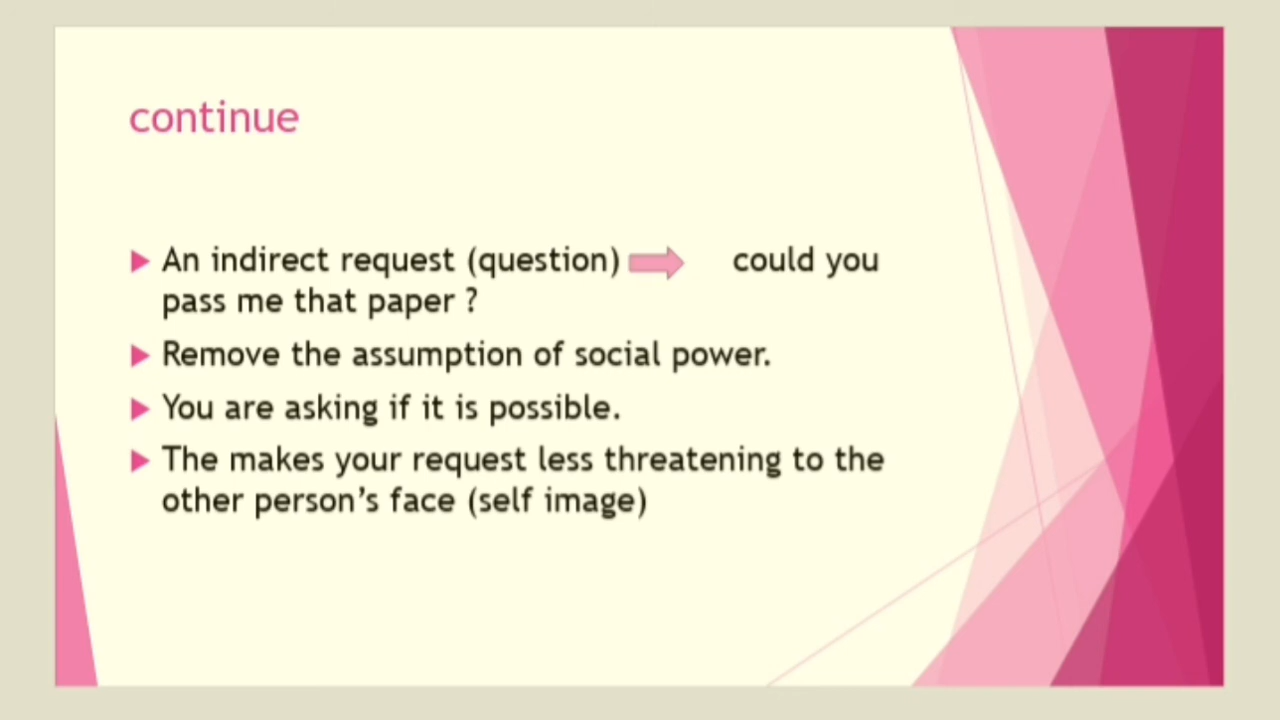 continue
An indirect request (question) could you
pass me that paper ?
Remove the assumption of social power.
You are asking if it is possible.
The makes your request less threatening to the
other person’s face (self image)